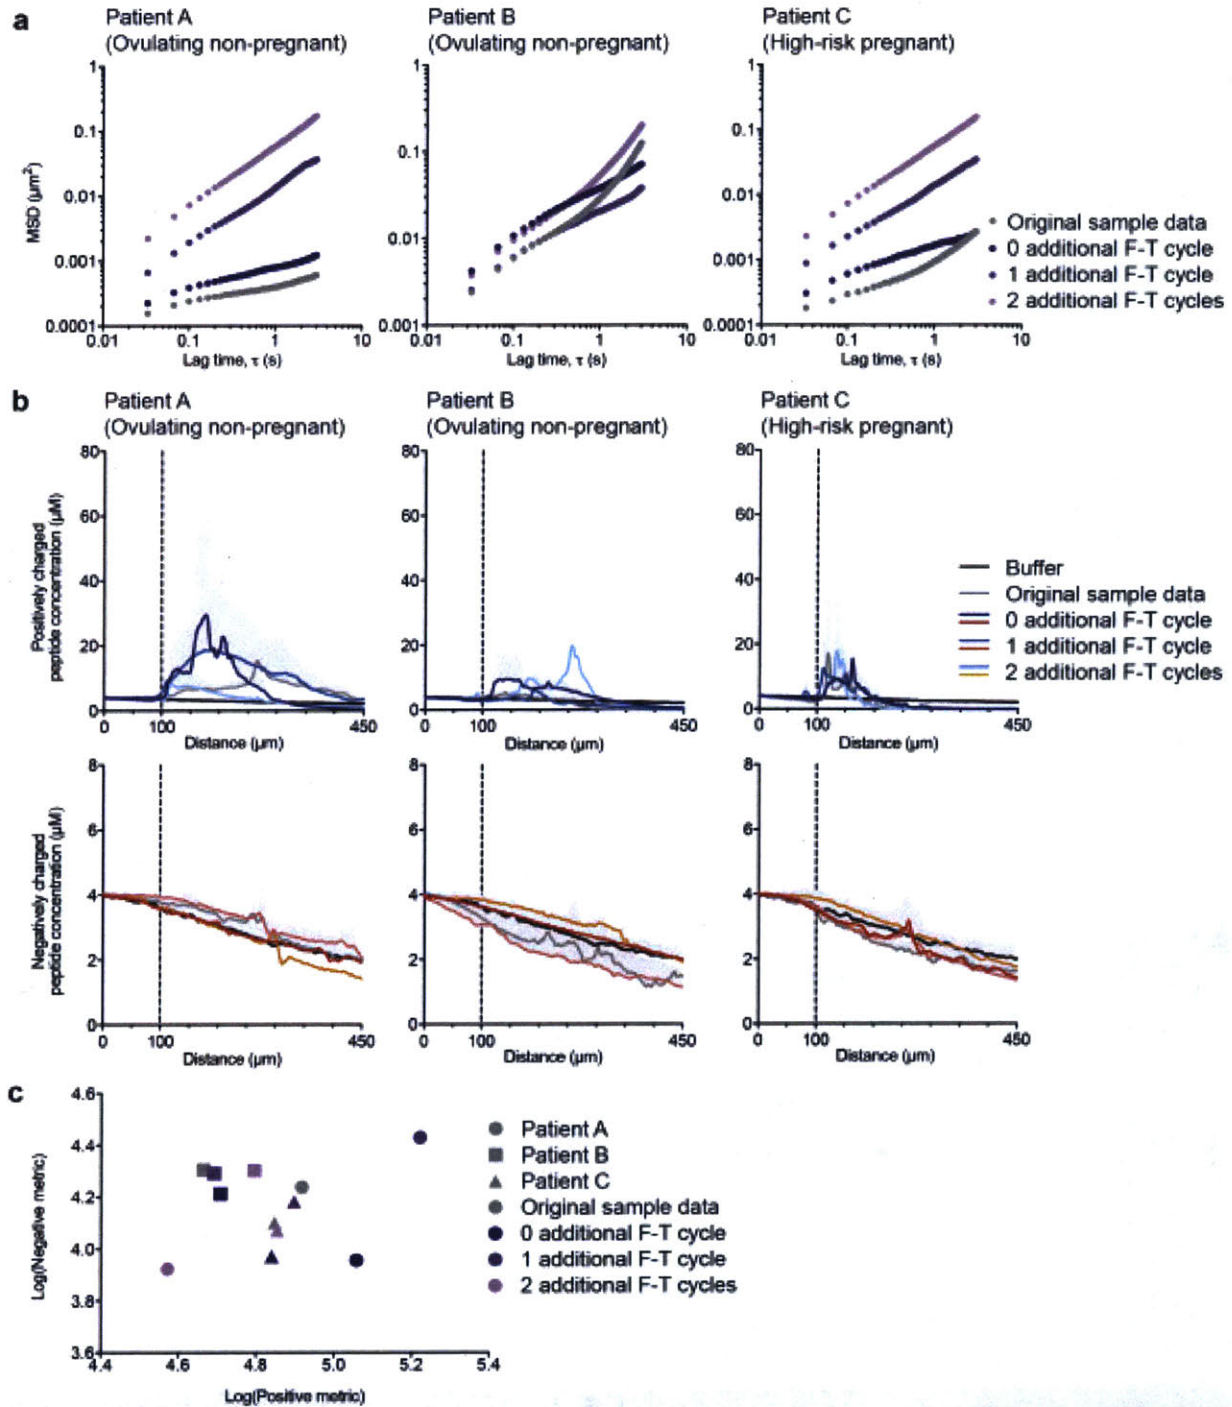 a
Patient A
(Ovulating non-pregnant)
Patient B
(Ovulating non-pregnant)
Patient C
(High-risk pregnant)
MSD (µm²)
1
0.1
0.01
0.001
0.0001
0.01
0.1
1
10
Lag time, τ (s)
1
0.1
0.01
0.001
0.01
0.1
1
10
Lag time, τ (s)
1
0.1
0.01
0.001
0.0001
0.01
0.1
1
10
Lag time, τ (s)
Original sample data
0 additional F-T cycle
1 additional F-T cycle
2 additional F-T cycles
b
Patient A
(Ovulating non-pregnant)
Patient B
(Ovulating non-pregnant)
Patient C
(High-risk pregnant)
Positively charged
peptide concentration (µM)
80
60
40
20
0
0
100
450
Distance (µm)
80
60
40
20
0
0
100
450
Distance (µm)
80
60
40
20
0
0
100
450
Distance (µm)
Buffer
Original sample data
0 additional F-T cycle
1 additional F-T cycle
2 additional F-T cycles
Negatively charged
peptide concentration (µM)
8
6
4
2
0
0
100
450
Distance (µm)
8
6
4
2
0
0
100
450
Distance (µm)
8
6
4
2
0
0
100
450
Distance (µm)
c
Log(Negative metric)
4.6
4.4
4.2
4.0
3.8
3.6
4.4
4.6
4.8
5.0
5.2
5.4
Log(Positive metric)
Patient A
Patient B
Patient C
Original sample data
0 additional F-T cycle
1 additional F-T cycle
2 additional F-T cycles